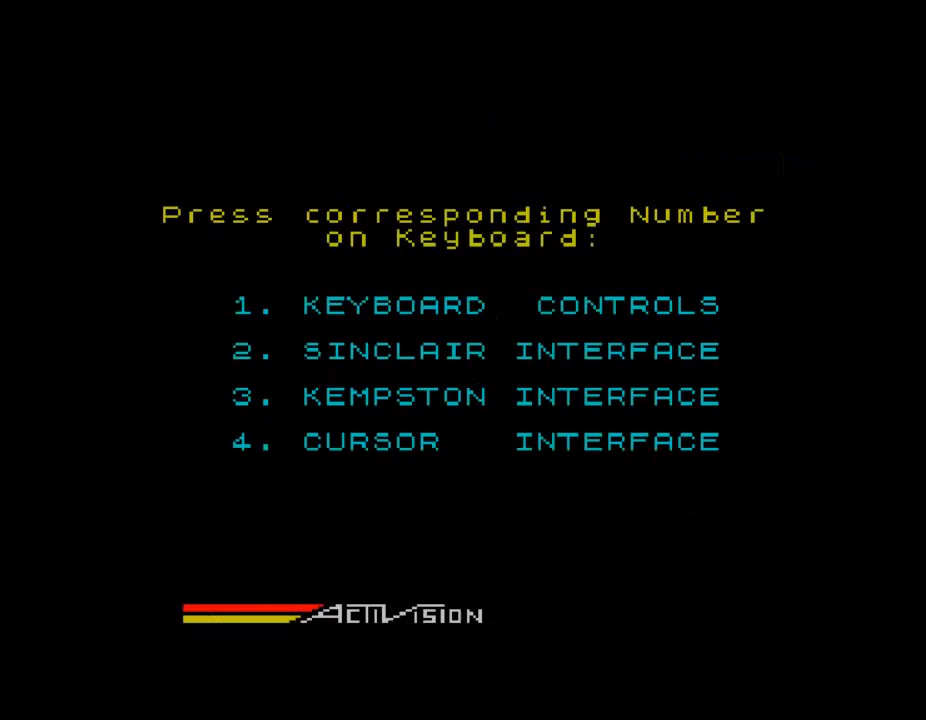 Press corresponding Number
on Keyboard:
1. KEYBOARD CONTROLS
2. SINCLAIR INTERFACE
3. KEMPSTON INTERFACE
4. CURSOR INTERFACE
ACTIVISION